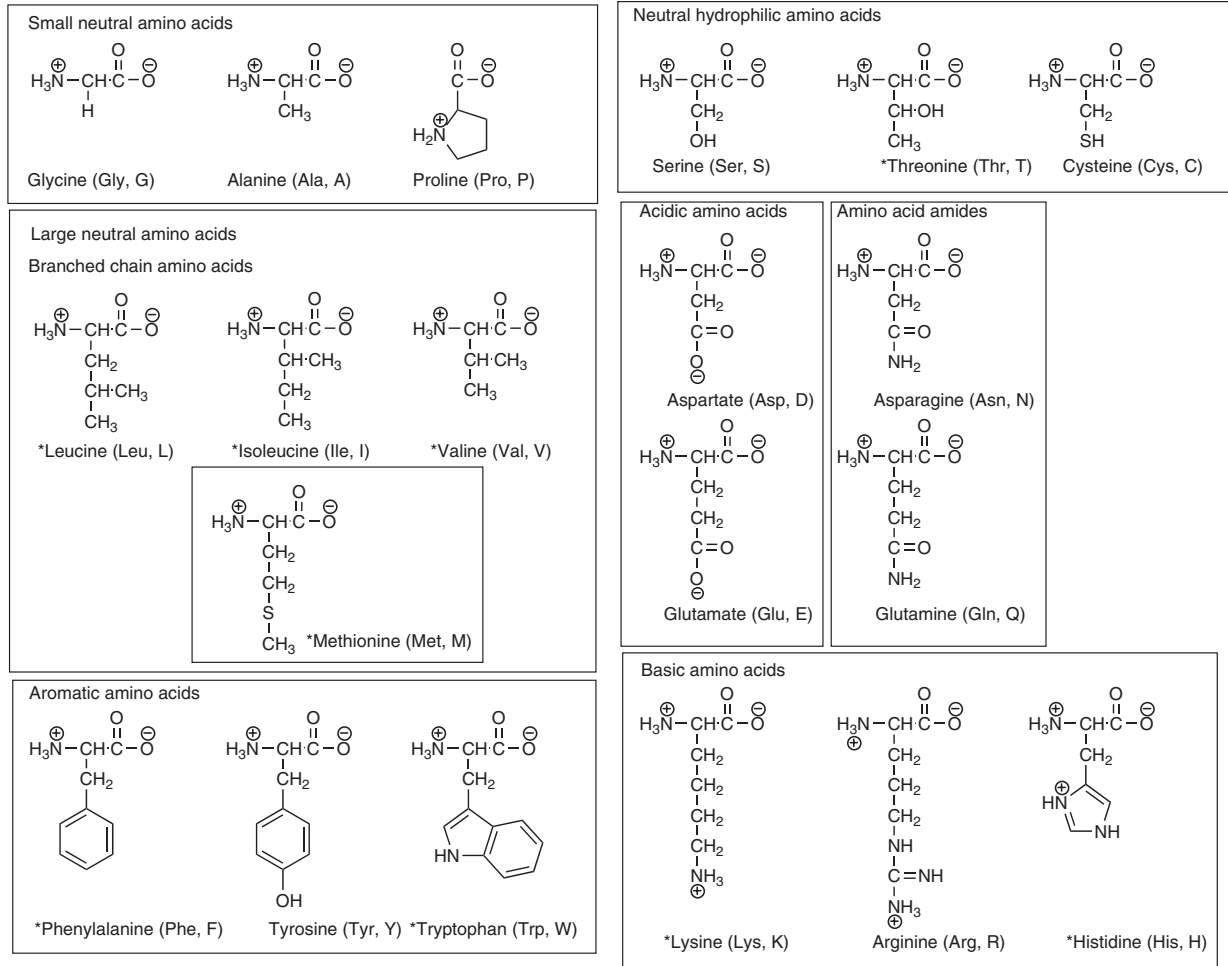 Small neutral amino acids
Glycine (Gly, G)
Alanine (Ala, A)
Proline (Pro, P)
Large neutral amino acids
Branched chain amino acids
*Leucine (Leu, L)
*Isoleucine (Ile, I)
*Valine (Val, V)
*Methionine (Met, M)
Aromatic amino acids
*Phenylalanine (Phe, F)
Tyrosine (Tyr, Y)
*Tryptophan (Trp, W)
Neutral hydrophilic amino acids
Serine (Ser, S)
*Threonine (Thr, T)
Cysteine (Cys, C)
Acidic amino acids
Aspartate (Asp, D)
Glutamate (Glu, E)
Amino acid amides
Asparagine (Asn, N)
Glutamine (Gln, Q)
Basic amino acids
*Lysine (Lys, K)
Arginine (Arg, R)
*Histidine (His, H)